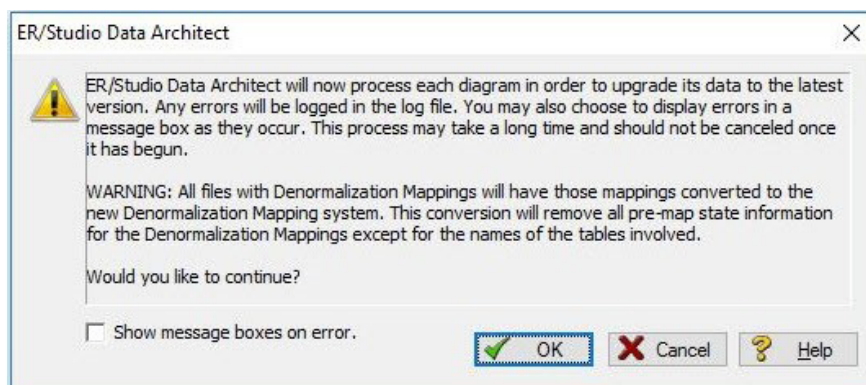 ER/Studio Data Architect
ER/Studio Data Architect will now process each diagram in order to upgrade its data to the latest
version. Any errors will be logged in the log file. You may also choose to display errors in a
message box as they occur. This process may take a long time and should not be canceled once
it has begun.
WARNING: All files with Denormalization Mappings will have those mappings converted to the
new Denormalization Mapping system. This conversion will remove all pre-map state information
for the Denormalization Mappings except for the names of the tables involved.
Would you like to continue?
Show message boxes on error.
OK
Cancel
Help